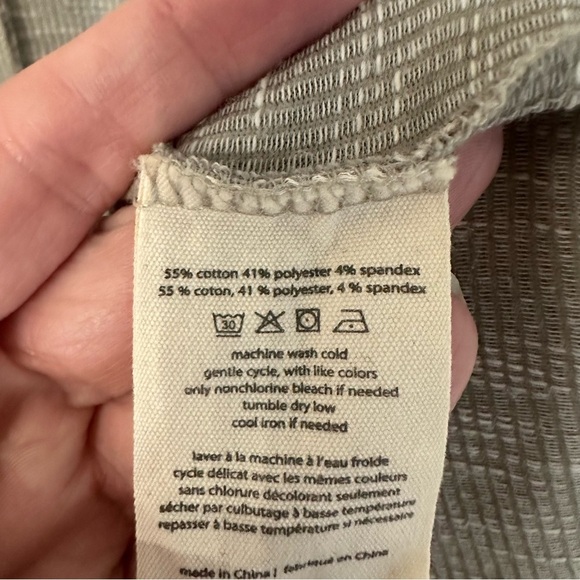 55% cotton 41% polyester 4% spandex
55 % coton, 41 % polyester, 4 % spandex
30
machine wash cold
gentle cycle, with like colors
only nonchlorine bleach if needed
tumble dry low
cool iron if needed
laver à la machine à l'eau froide
cycle délicat avec les mêmes couleurs
sans chlorure décolorant seulement
sécher par culbutage à basse température
repasser à basse température si nécessaire
made in China / fabriqué en China